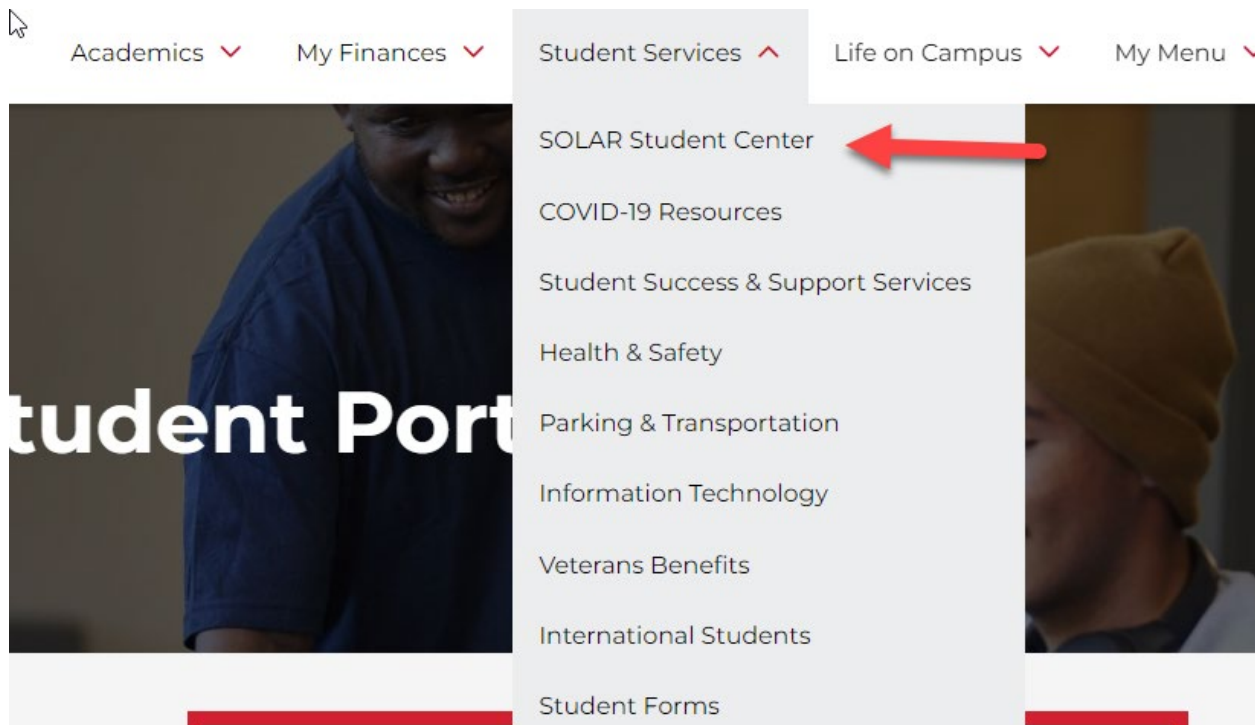 Academics
My Finances
Student Services
Life on Campus
My Menu
SOLAR Student Center
COVID-19 Resources
Student Success & Support Services
Health & Safety
Parking & Transportation
tudent Port
Information Technology
Veterans Benefits
International Students
Student Forms